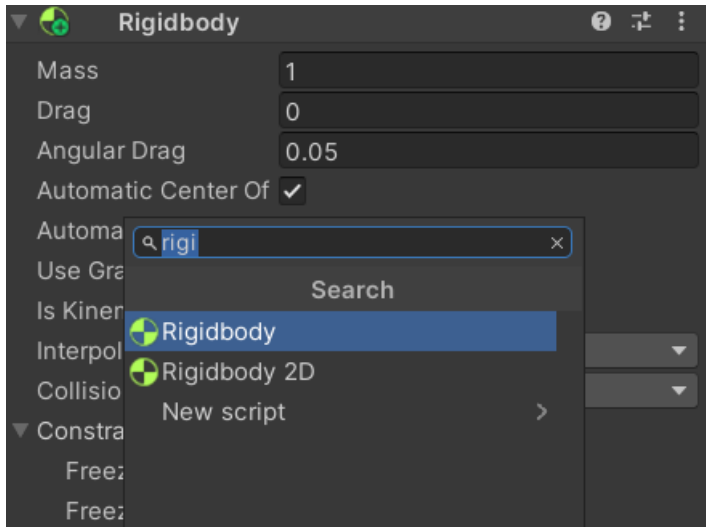 Rigidbody
Mass 1
Drag 0
Angular Drag 0.05
Automatic Center Of
Automa
rigi
Use Gra
Search
Is Kiner
Rigidbody
Interpol
Rigidbody 2D
Collisio
New script
Constra
Freez
Freez